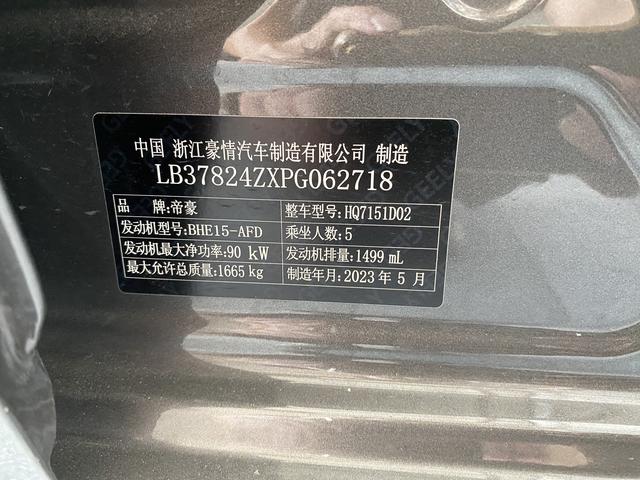 中国 浙江豪情汽车制造有限公司 制造
LB37824ZXPG062718
品 牌:帝豪 整车型号:HQ7151D02
发动机型号:BHE15-AFD 乘坐人数:5
发动机最大净功率:90 kW 发动机排量:1499 mL
最大允许总质量:1665 kg 制造年月:2023 年 5 月